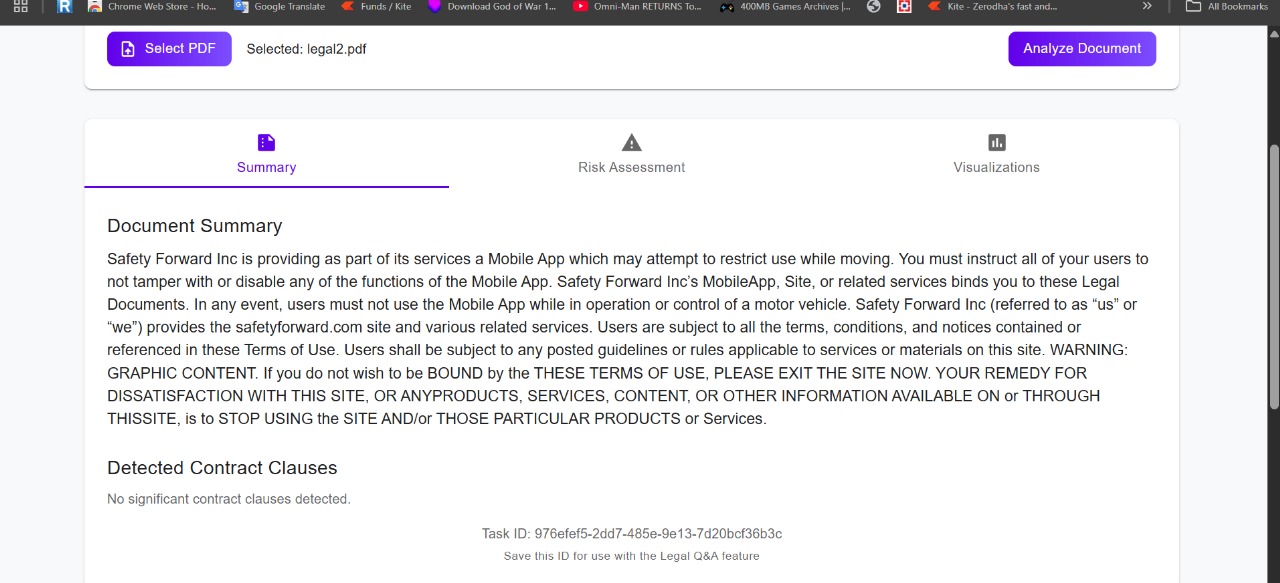 Chrome Web Store - Ho...
Google Translate
Funds / Kite
Download God of War 1...
Omni-Man RETURNS To...
400MB Games Archives |...
Kite - Zerodha's fast and...
»
All Bookmarks
Select PDF
Selected: legal2.pdf
Analyze Document
Summary
Risk Assessment
Visualizations
Document Summary
Safety Forward Inc is providing as part of its services a Mobile App which may attempt to restrict use while moving. You must instruct all of your users to
not tamper with or disable any of the functions of the Mobile App. Safety Forward Inc’s MobileApp, Site, or related services binds you to these Legal
Documents. In any event, users must not use the Mobile App while in operation or control of a motor vehicle. Safety Forward Inc (referred to as “us” or
“we”) provides the safetyforward.com site and various related services. Users are subject to all the terms, conditions, and notices contained or
referenced in these Terms of Use. Users shall be subject to any posted guidelines or rules applicable to services or materials on this site. WARNING:
GRAPHIC CONTENT. If you do not wish to be BOUND by the THESE TERMS OF USE, PLEASE EXIT THE SITE NOW. YOUR REMEDY FOR
DISSATISFACTION WITH THIS SITE, OR ANYPRODUCTS, SERVICES, CONTENT, OR OTHER INFORMATION AVAILABLE ON or THROUGH
THISSITE, is to STOP USING the SITE AND/or THOSE PARTICULAR PRODUCTS or Services.
Detected Contract Clauses
No significant contract clauses detected.
Task ID: 976efef5-2dd7-485e-9e13-7d20bcf36b3c
Save this ID for use with the Legal Q&A feature